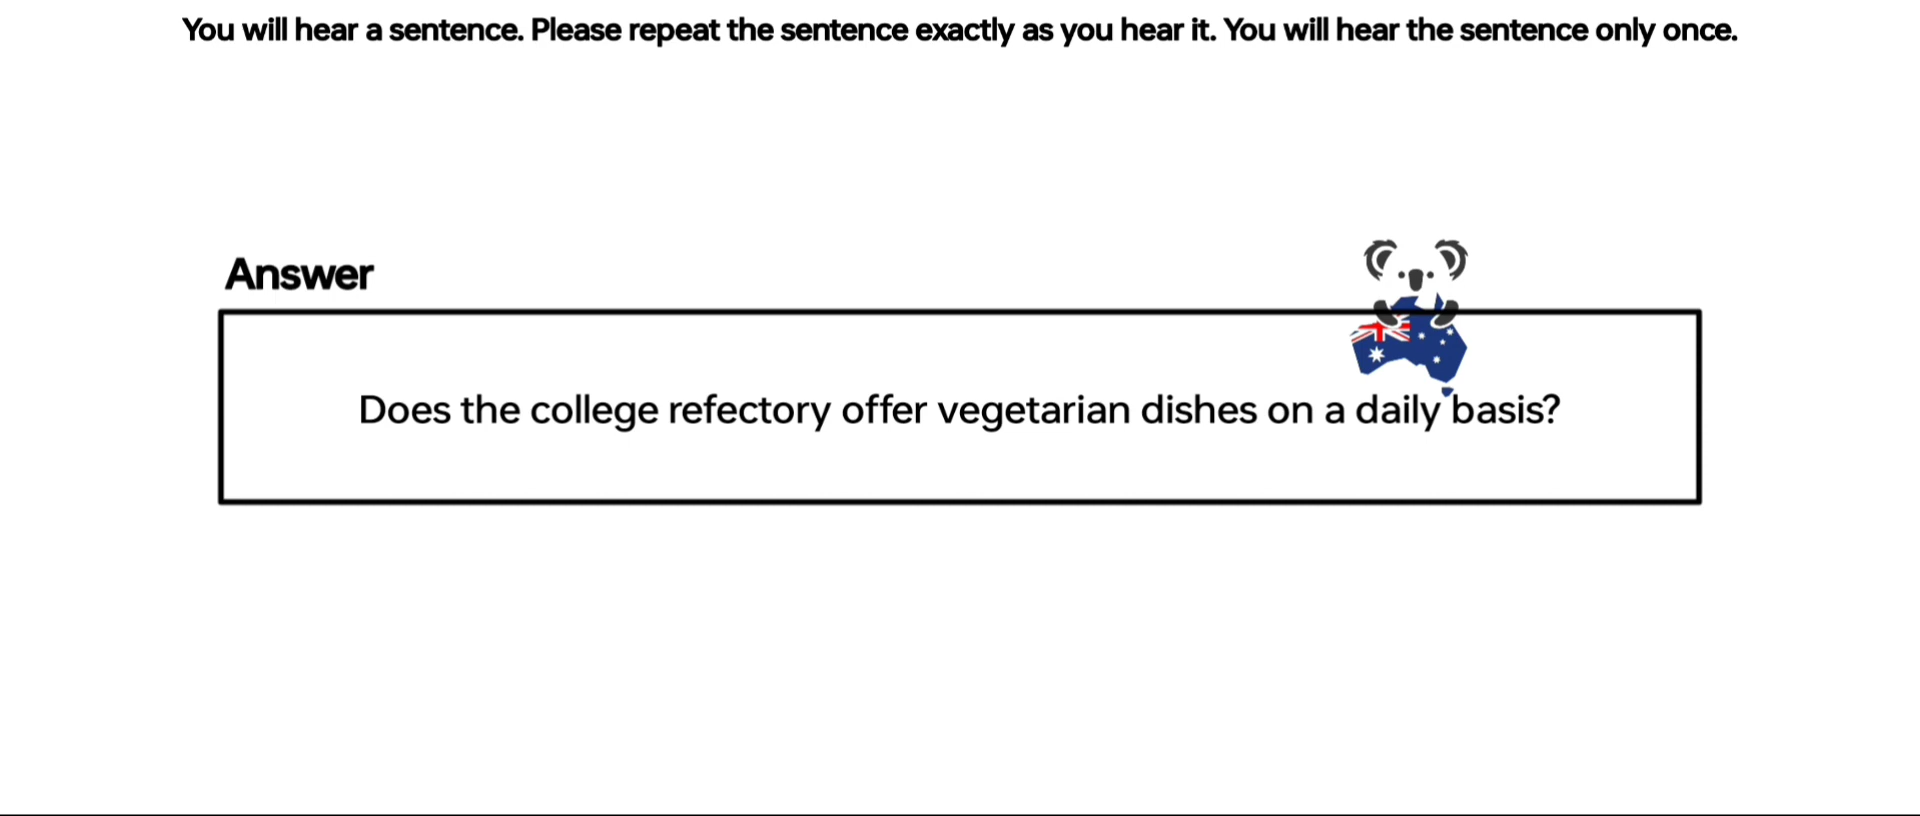 You will hear a sentence. Please repeat the sentence exactly as you hear it. You will hear the sentence only once.
Answer
Does the college refectory offer vegetarian dishes on a daily basis?